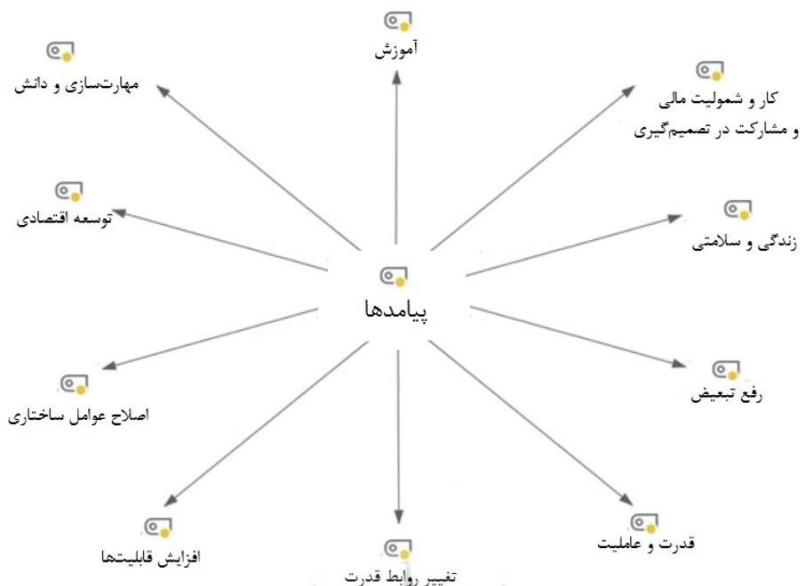 آموزش
مهارت‌سازی و دانش
کار و شمولیت مالی
و مشارکت در تصمیم‌گیری
توسعه اقتصادی
زندگی و سلامتی
پیامدها
اصلاح عوامل ساختاری
رفع تبعیض
افزایش قابلیت‌ها
تغییر روابط قدرت
قدرت و عاملیت